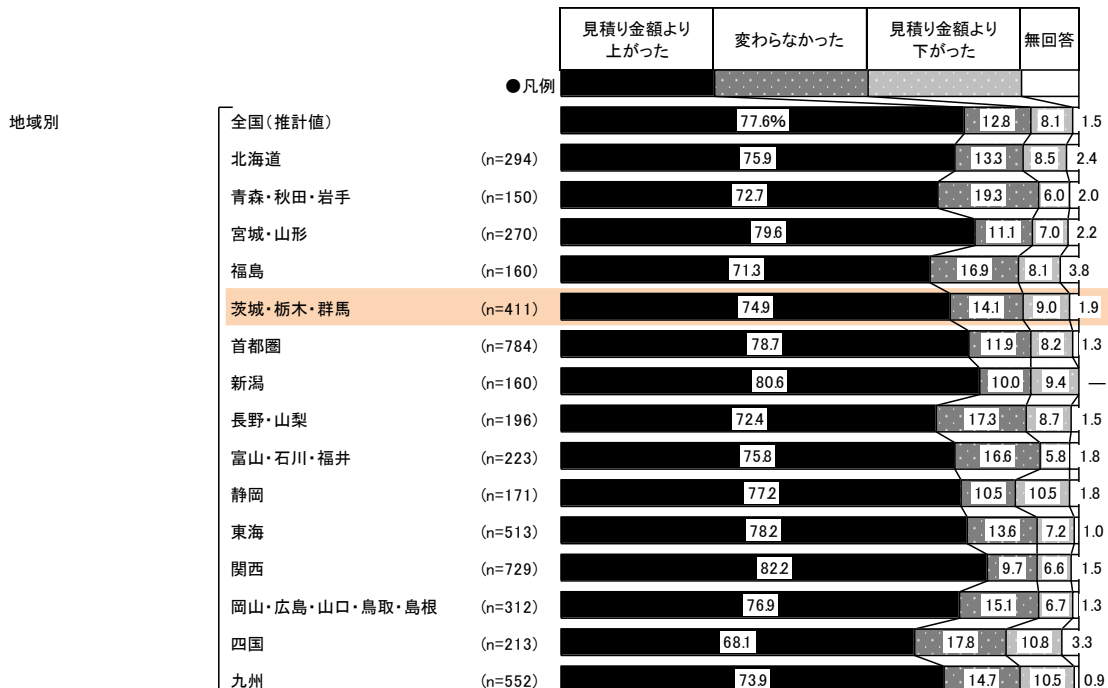 見積り金額より
上がった
変わらなかった
見積り金額より
下がった
無回答
●凡例
地域別
全国(推計値) 77.6% 12.8 8.1 1.5
北海道 (n=294) 75.9 13.3 8.5 2.4
青森・秋田・岩手 (n=150) 72.7 19.3 6.0 2.0
宮城・山形 (n=270) 79.6 11.1 7.0 2.2
福島 (n=160) 71.3 16.9 8.1 3.8
茨城・栃木・群馬 (n=411) 74.9 14.1 9.0 1.9
首都圏 (n=784) 78.7 11.9 8.2 1.3
新潟 (n=160) 80.6 10.0 9.4 —
長野・山梨 (n=196) 72.4 17.3 8.7 1.5
富山・石川・福井 (n=223) 75.8 16.6 5.8 1.8
静岡 (n=171) 77.2 10.5 10.5 1.8
東海 (n=513) 78.2 13.6 7.2 1.0
関西 (n=729) 82.2 9.7 6.6 1.5
岡山・広島・山口・鳥取・島根 (n=312) 76.9 15.1 6.7 1.3
四国 (n=213) 68.1 17.8 10.8 3.3
九州 (n=552) 73.9 14.7 10.5 0.9